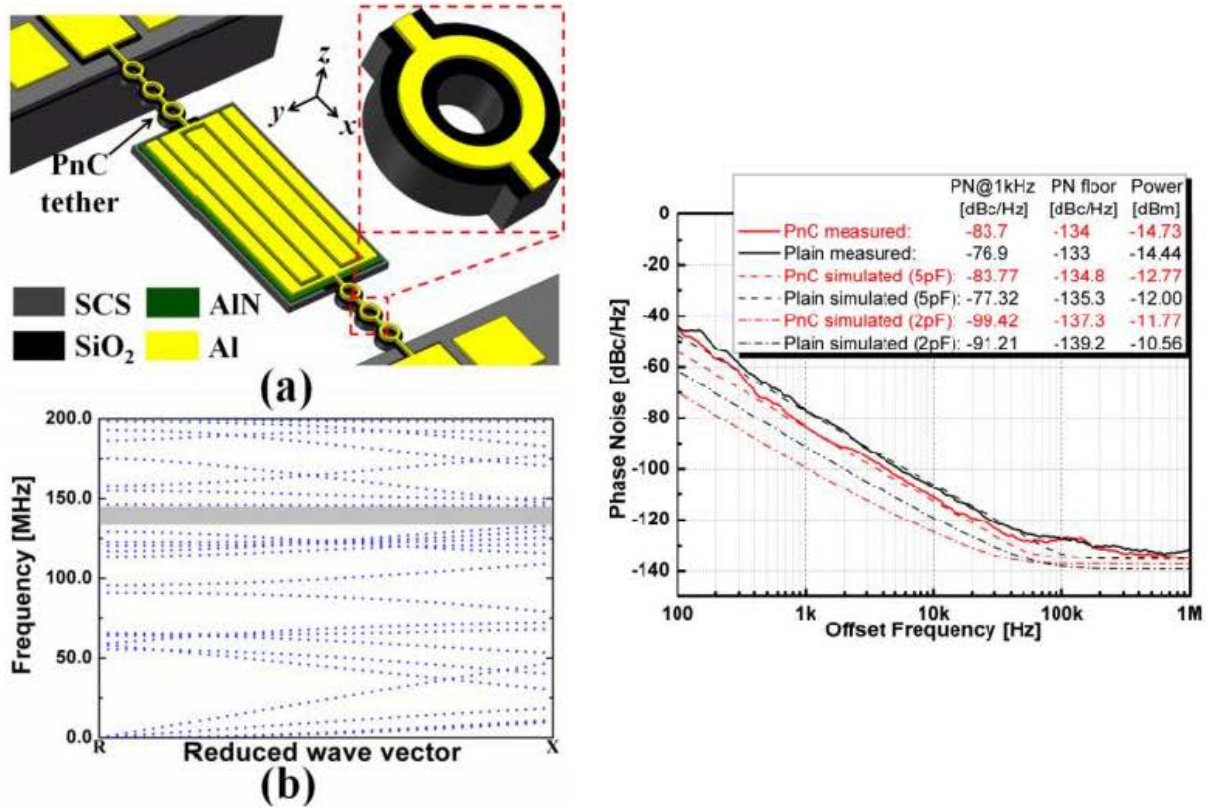 z
y
x
PnC
tether
SCS
AlN
SiO2
Al
(a)
200.0
150.0
100.0
50.0
0.0
Frequency [MHz]
R
X
Reduced wave vector
(b)
PN@1kHz PN floor Power
[dBc/Hz] [dBc/Hz] [dBm]
PnC measured: -83.7 -134 -14.73
Plain measured: -76.9 -133 -14.44
PnC simulated (5pF): -83.77 -134.8 -12.77
Plain simulated (5pF): -77.32 -135.3 -12.00
PnC simulated (2pF): -99.42 -137.3 -11.77
Plain simulated (2pF): -91.21 -139.2 -10.56
0
-20
-40
-60
-80
-100
-120
-140
Phase Noise [dBc/Hz]
100 1k 10k 100k 1M
Offset Frequency [Hz]